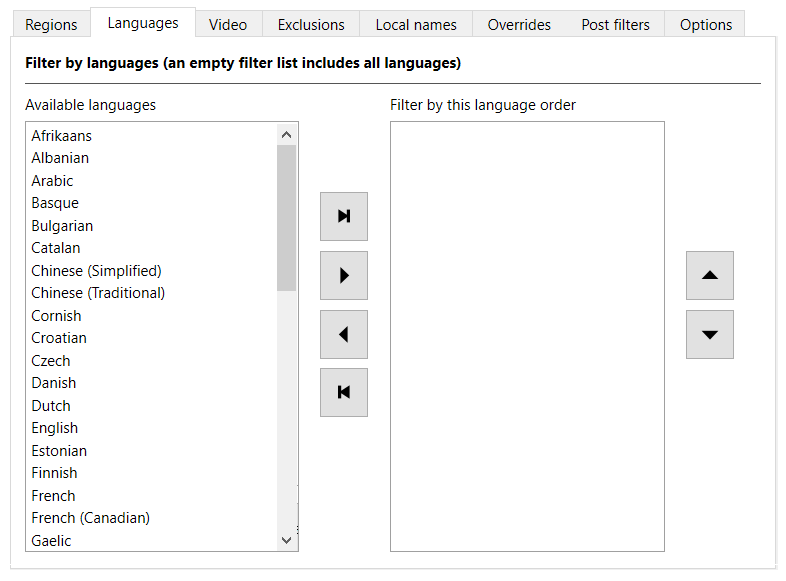 Regions Languages Video Exclusions Local names Overrides Post filters Options
Filter by languages (an empty filter list includes all languages)
Available languages
Filter by this language order
Afrikaans
Albanian
Arabic
Basque
Bulgarian
Catalan
Chinese (Simplified)
Chinese (Traditional)
Cornish
Croatian
Czech
Danish
Dutch
English
Estonian
Finnish
French
French (Canadian)
Gaelic